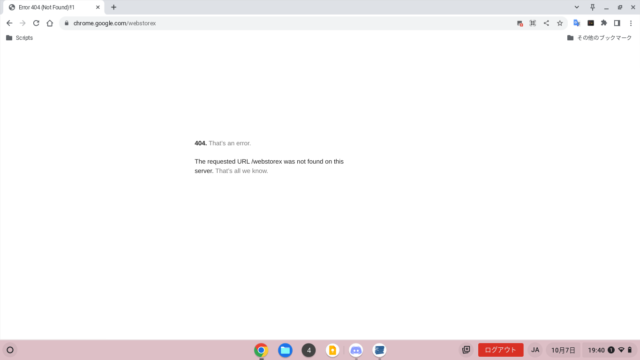 Error 404 (Not Found)!!1
chrome.google.com/webstorex
Scripts
その他のブックマーク
404. That's an error.
The requested URL /webstorex was not found on this
server. That's all we know.
4
ログアウト
JA
10月7日
19:40